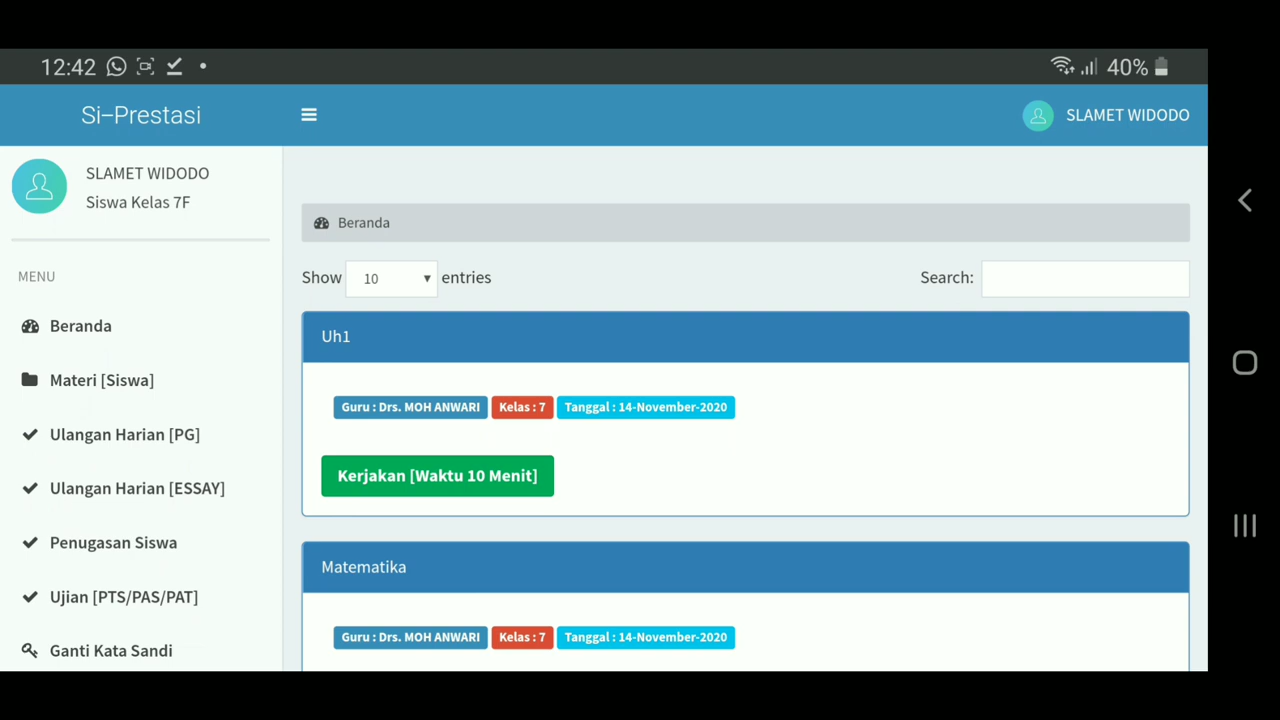 12:42 40%
Si-Prestasi SLAMET WIDODO
SLAMET WIDODO
Siswa Kelas 7F
MENU
Beranda
Materi [Siswa]
Ulangan Harian [PG]
Ulangan Harian [ESSAY]
Penugasan Siswa
Ujian [PTS/PAS/PAT]
Ganti Kata Sandi
Beranda
Show 10 entries Search:
Uh1
Guru : Drs. MOH ANWARI Kelas : 7 Tanggal : 14-November-2020
Kerjakan [Waktu 10 Menit]
Matematika
Guru : Drs. MOH ANWARI Kelas : 7 Tanggal : 14-November-2020